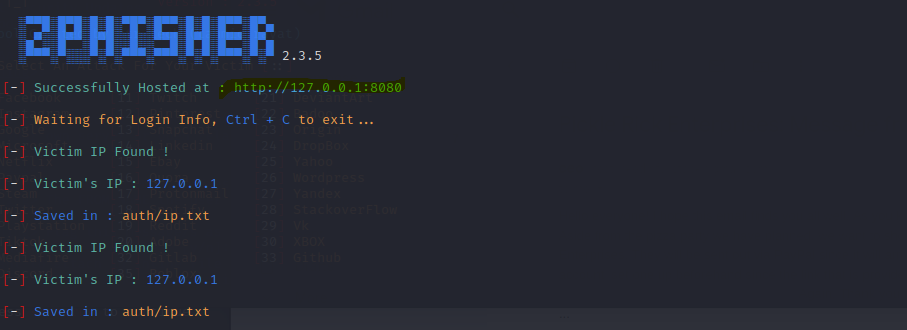 ZPHISHER 2.3.5
[-] Successfully Hosted at : http://127.0.0.1:8080
[-] Waiting for Login Info, Ctrl + C to exit...
[-] Victim IP Found !
[-] Victim's IP : 127.0.0.1
[-] Saved in : auth/ip.txt
[-] Victim IP Found !
[-] Victim's IP : 127.0.0.1
[-] Saved in : auth/ip.txt